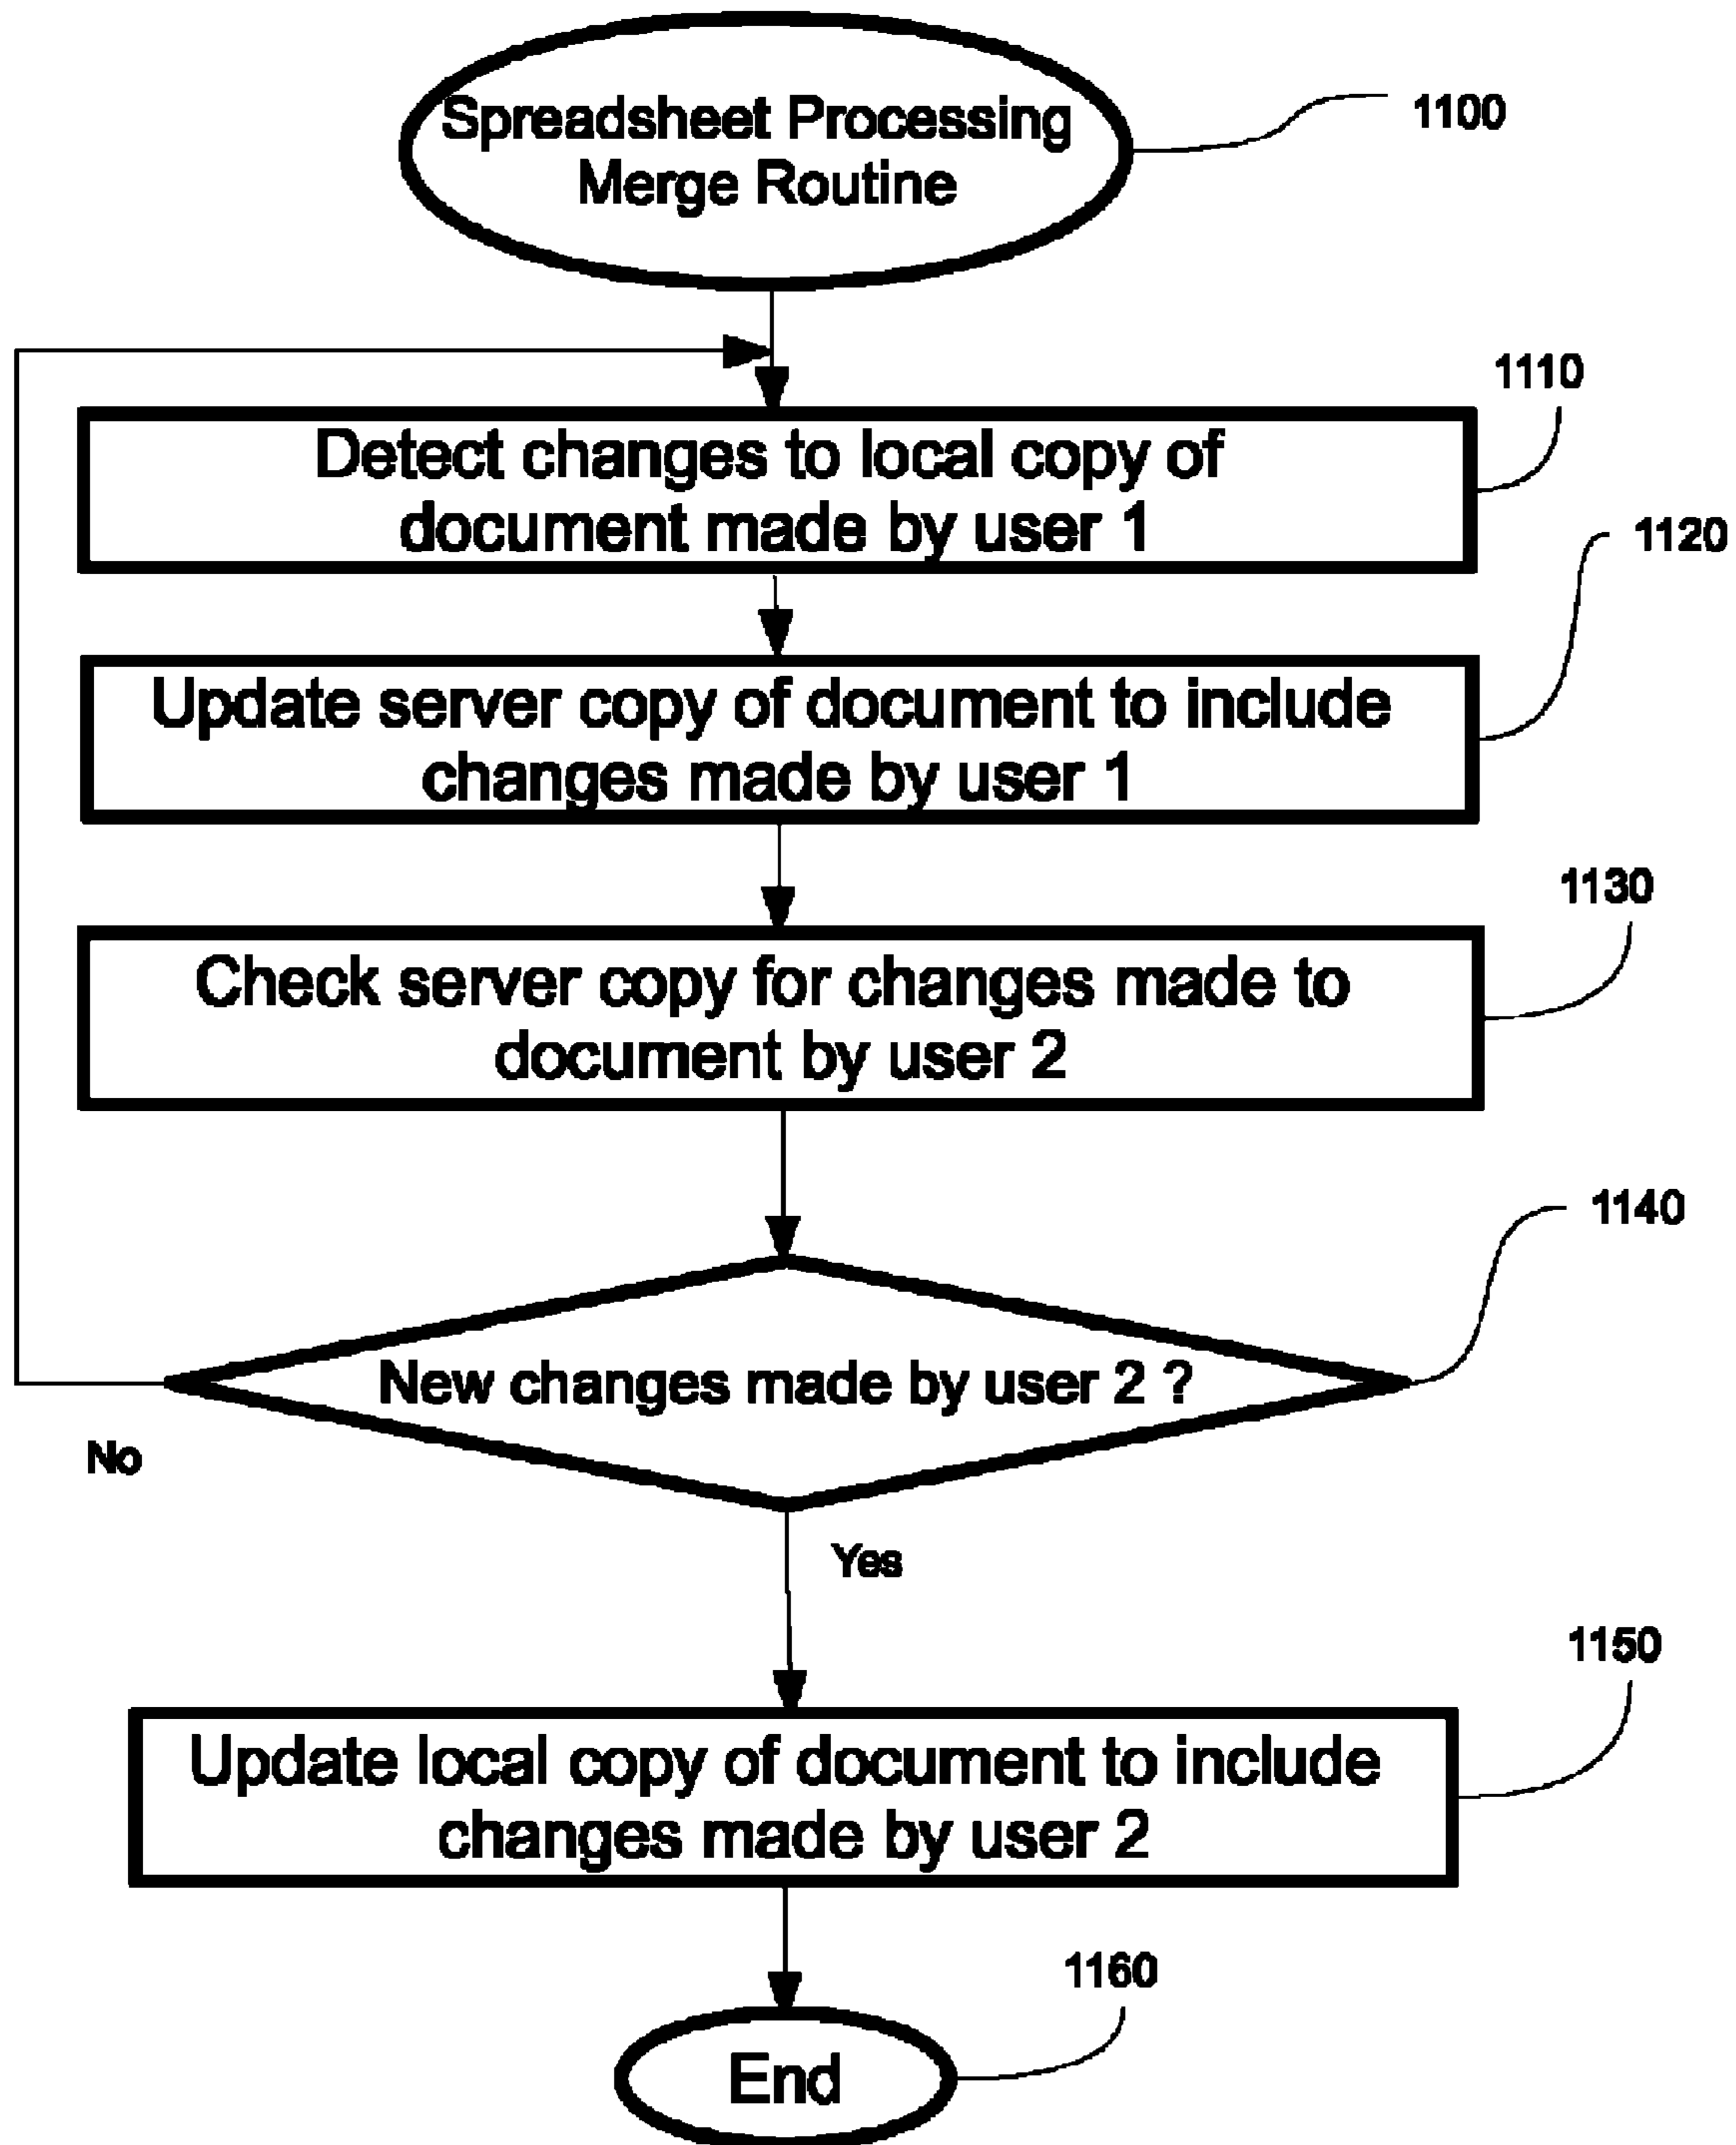 Spreadsheet Processing
Merge Routine
1100
1110
Detect changes to local copy of
document made by user 1
1120
Update server copy of document to include
changes made by user 1
1130
Check server copy for changes made to
document by user 2
1140
New changes made by user 2 ?
No
Yes
1150
Update local copy of document to include
changes made by user 2
1160
End